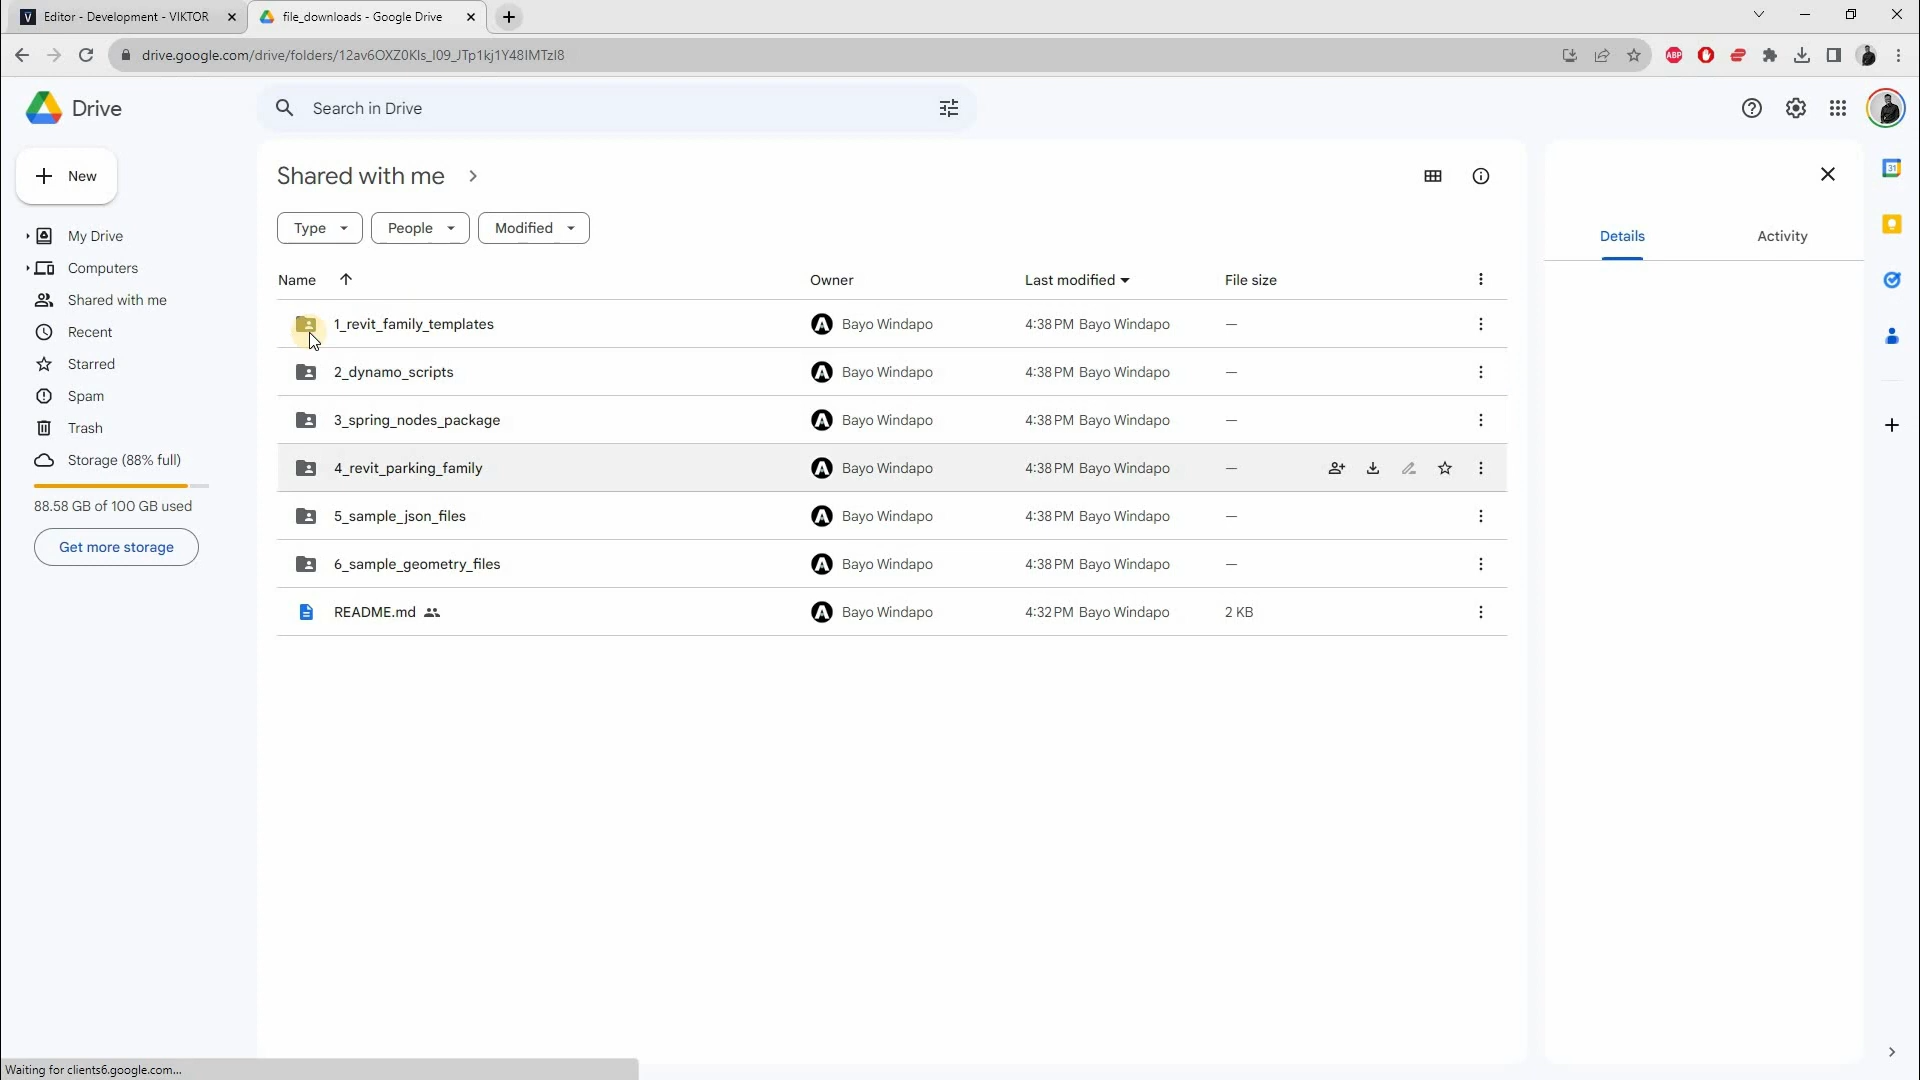 Editor - Development - VIKTOR
file_downloads - Google Drive
drive.google.com/drive/folders/12av6OXZ0KIs_I09_JTp1kj1Y48IMTzI8
ABP
Drive
Search in Drive
New
My Drive
Computers
Shared with me
Recent
Starred
Spam
Trash
Storage (88% full)
88.58 GB of 100 GB used
Get more storage
Shared with me
Type
People
Modified
Name
Owner
Last modified
File size
1_revit_family_templates
Bayo Windapo
4:38 PM Bayo Windapo
—
2_dynamo_scripts
Bayo Windapo
4:38 PM Bayo Windapo
—
3_spring_nodes_package
Bayo Windapo
4:38 PM Bayo Windapo
—
4_revit_parking_family
Bayo Windapo
4:38 PM Bayo Windapo
—
5_sample_json_files
Bayo Windapo
4:38 PM Bayo Windapo
—
6_sample_geometry_files
Bayo Windapo
4:38 PM Bayo Windapo
—
README.md
Bayo Windapo
4:32 PM Bayo Windapo
2 KB
Details
Activity
31
Waiting for clients6.google.com...